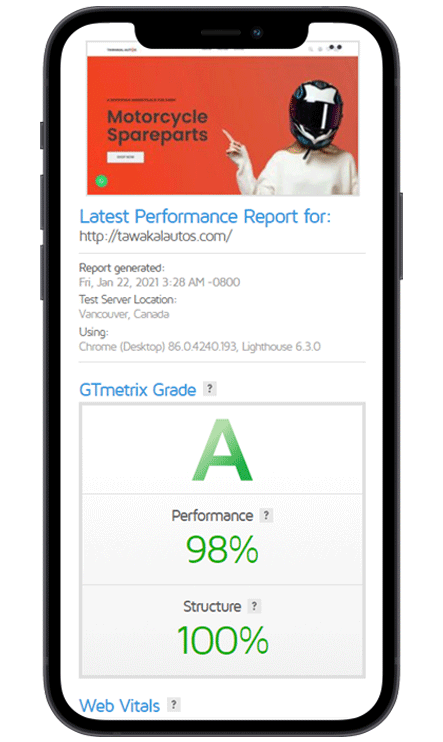 TAWAKAL AUTOS
Motorcycle
Spareparts
SHOP NOW
Latest Performance Report for:
http://tawakalautos.com/
Report generated:
Fri, Jan 22, 2021 3:28 AM -0800
Test Server Location:
Vancouver, Canada
Using:
Chrome (Desktop) 86.0.4240.193, Lighthouse 6.3.0
GTmetrix Grade ?
A
Performance ?
98%
Structure ?
100%
Web Vitals ?